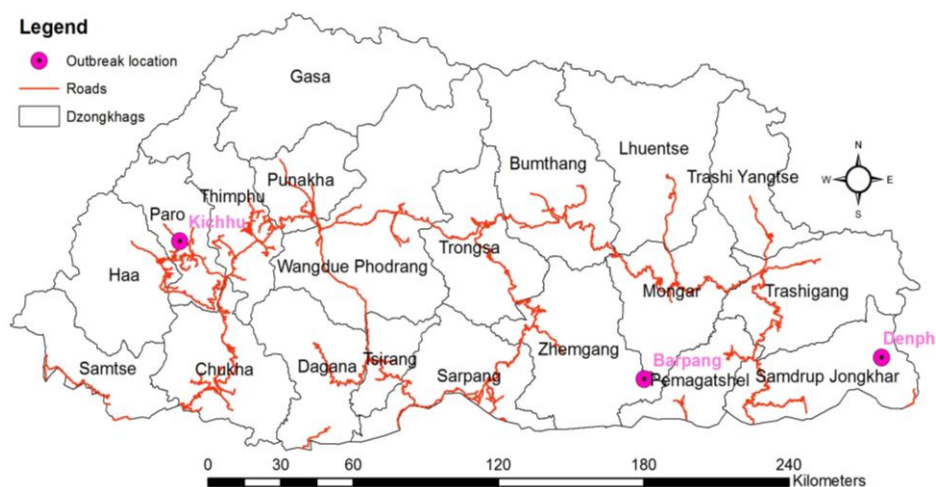 Legend
Outbreak location
Roads
Dzongkhags
Gasa
Bumthang
Lhuentse
Trashi Yangtse
N
W E
S
Punakha
Thimphu
Paro
Kichhu
Haa
Wangdue Phodrang
Trongsa
Mongar
Trashigang
Denph
Samtse
Chukha
Dagana
Tsirang
Sarpang
Zhemgang
Barpang
Pemagatshel
Samdrup Jongkhar
0 30 60 120 180 240
Kilometers